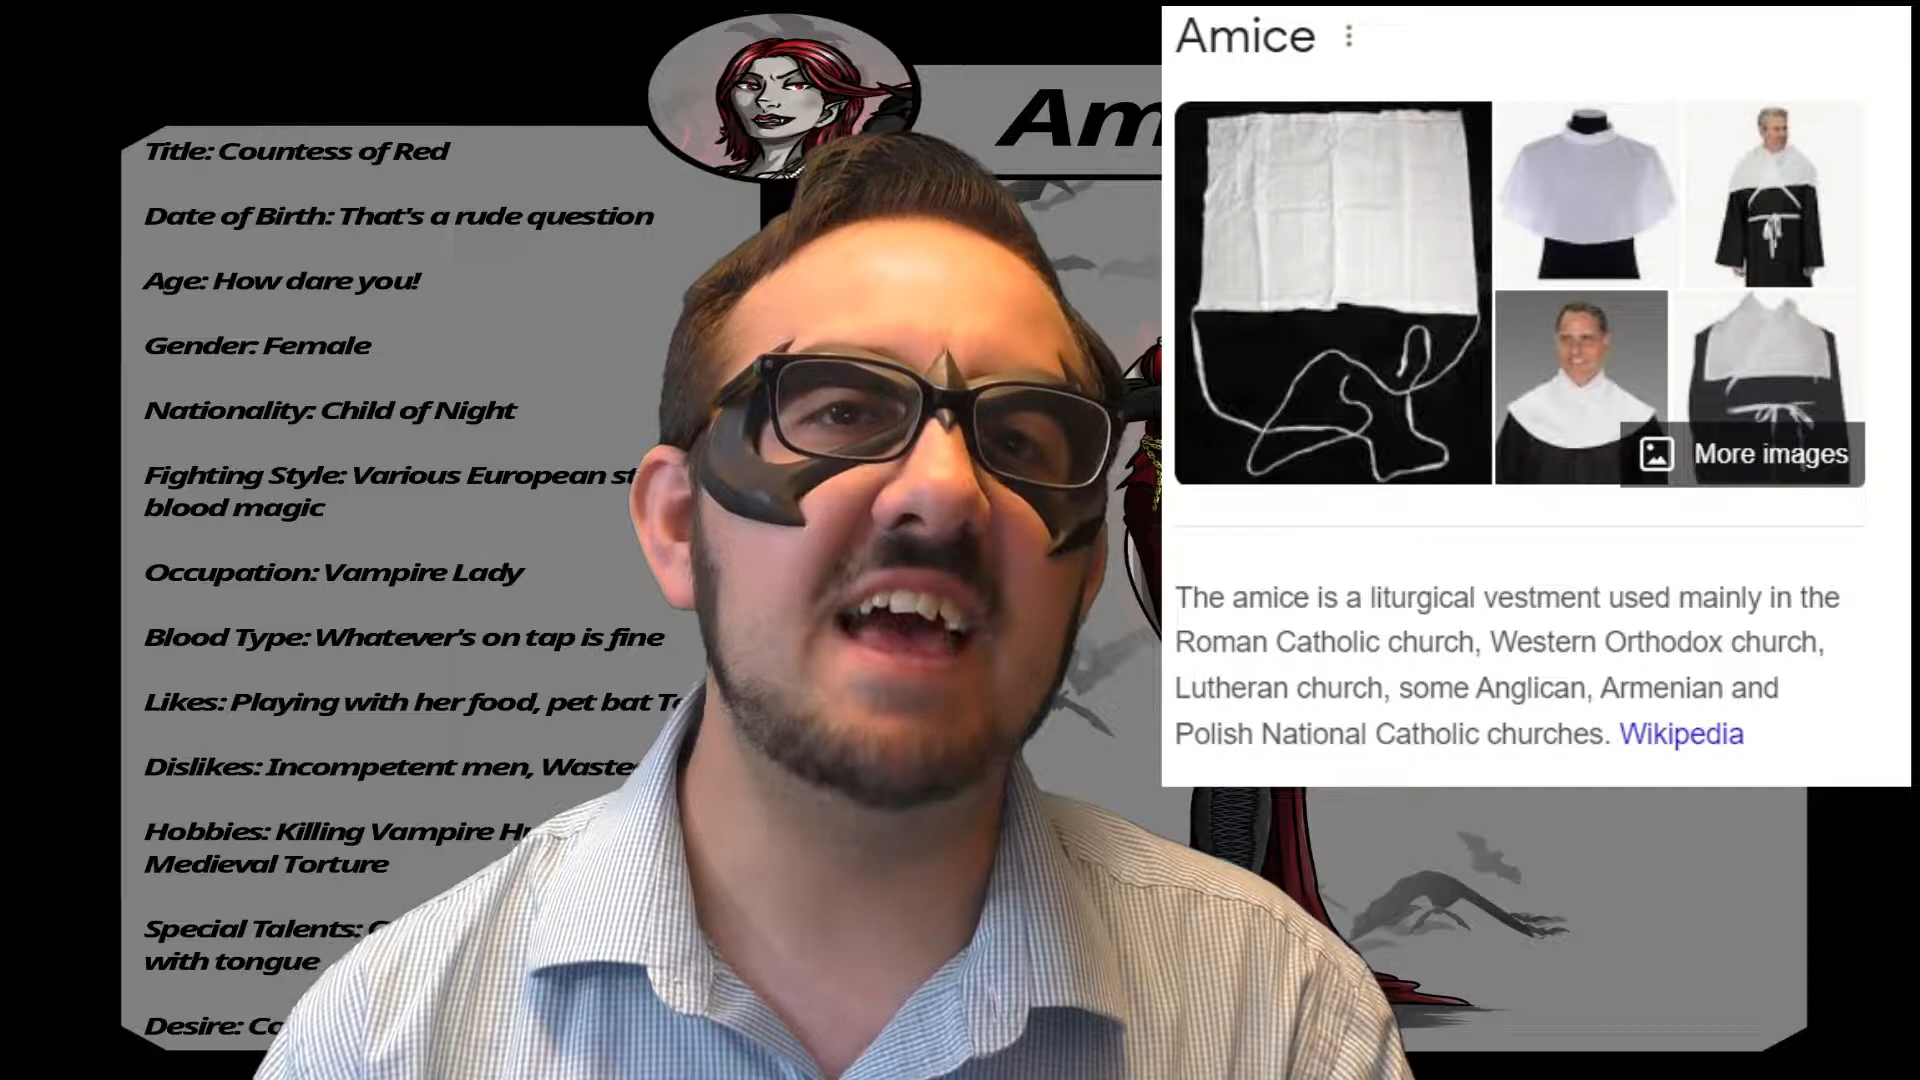 Amice
Am
Title: Countess of Red
Date of Birth: That's a rude question
Age: How dare you!
Gender: Female
Nationality: Child of Night
Fighting Style: Various European
blood magic
Occupation: Vampire Lady
Blood Type: Whatever's on tap is fine
Likes: Playing with her food, pet bat
Dislikes: Incompetent men,
Hobbies: Killing Vampire
Medieval Torture
Special Talents:
with tongue
Desire:
More images
The amice is a liturgical vestment used mainly in the
Roman Catholic church, Western Orthodox church,
Lutheran church, some Anglican, Armenian and
Polish National Catholic churches. Wikipedia